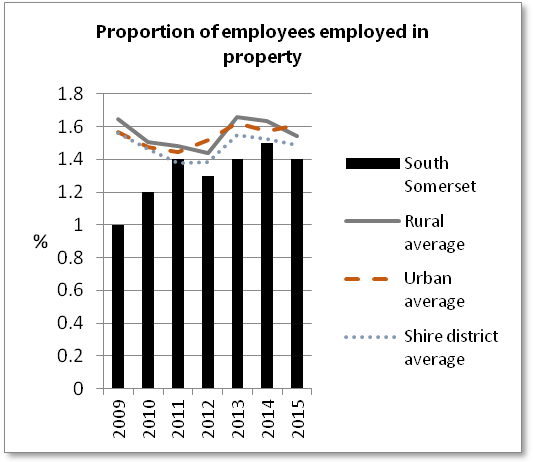 Proportion of employees employed in
property
1.8
1.6
1.4
1.2
1
0.8
0.6
0.4
0.2
0
%
2009
2010
2011
2012
2013
2014
2015
South
Somerset
Rural
average
Urban
average
Shire district
average